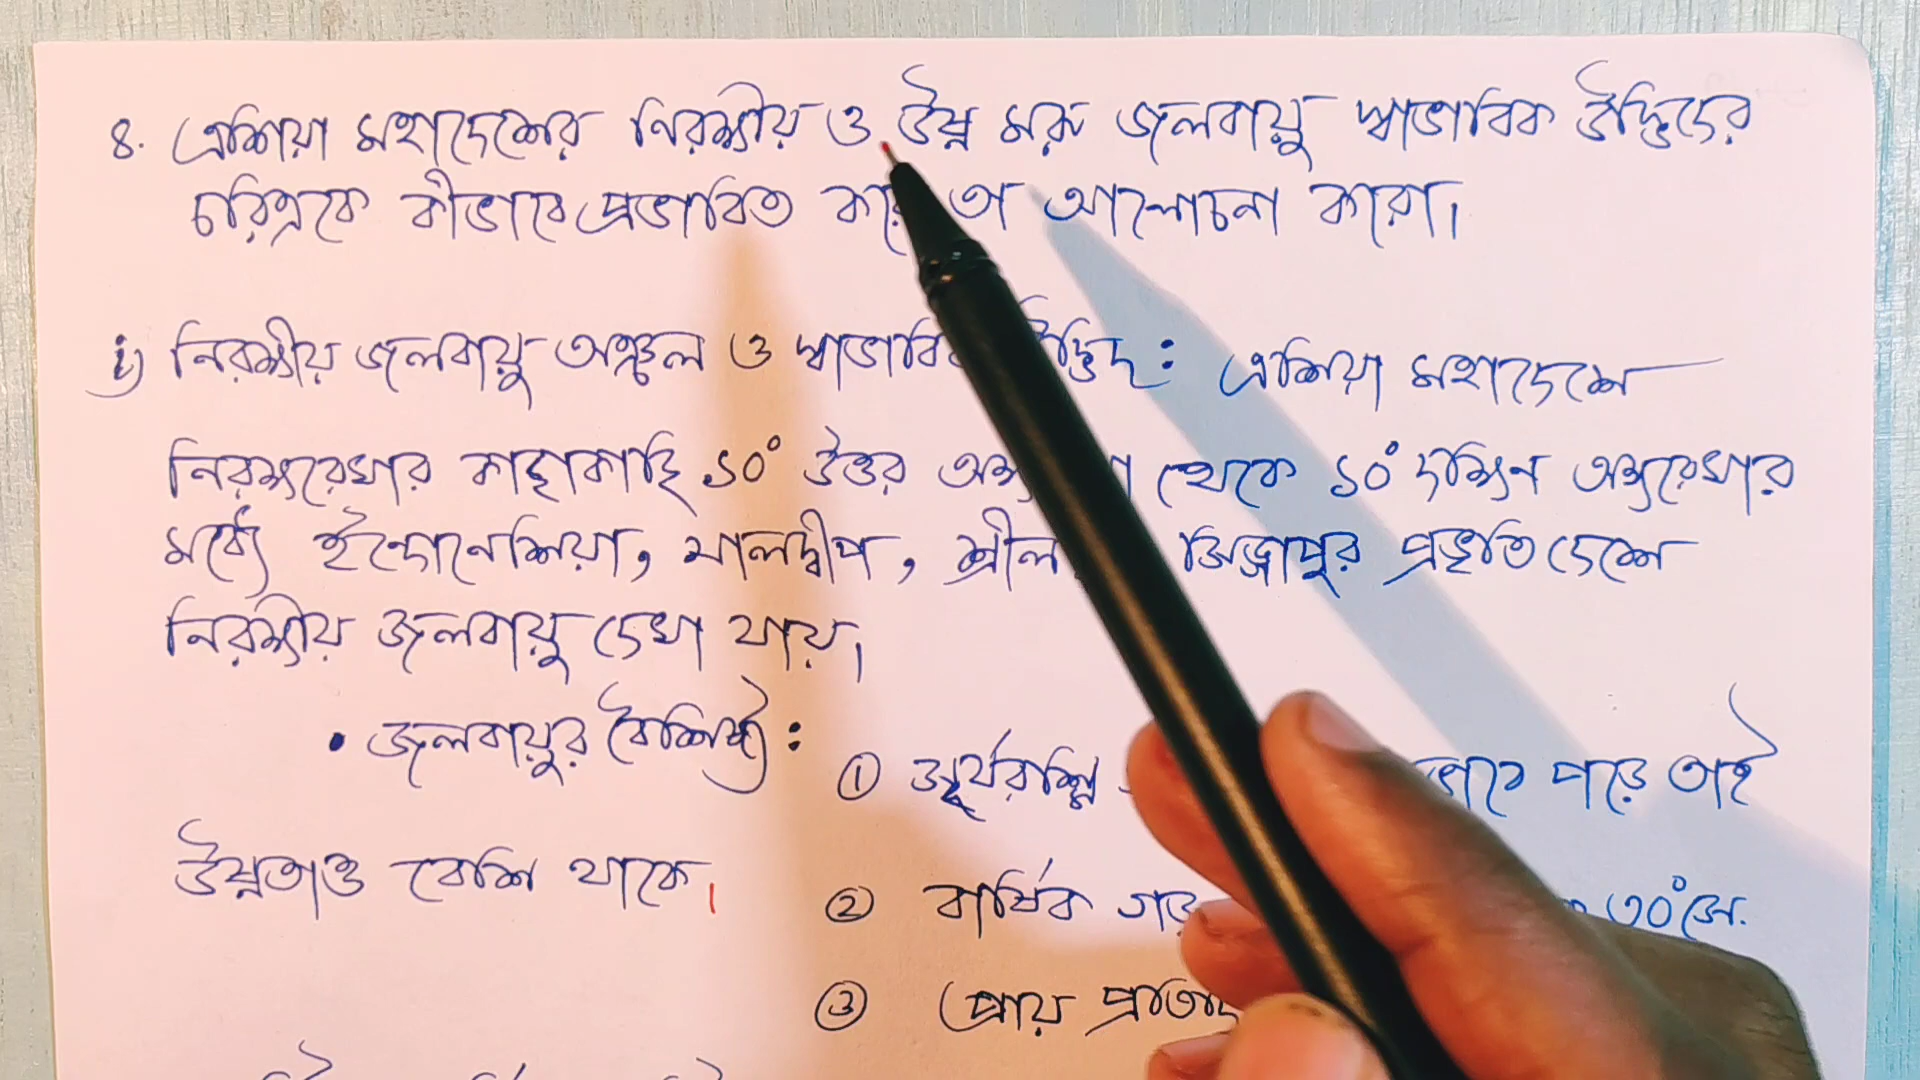 ৪. এশিয়া মহাদেশের নিরক্ষীয় ও উষ্ণ মরু জলবায়ু স্বাভাবিক উদ্ভিদের
চরিত্রকে কীভাবে প্রভাবিত করে তা আলোচনা করো।
i) নিরক্ষীয় জলবায়ু অঞ্চল ও স্বাভাবিক উদ্ভিদ: এশিয়া মহাদেশে
নিরক্ষরেখার কাছাকাছি ১০° উত্তর থেকে ১০° দক্ষিণ অক্ষরেখার
মধ্যে ইন্দোনেশিয়া, মালদ্বীপ, শ্রীল সিঙ্গাপুর প্রভৃতি দেশে
নিরক্ষীয় জলবায়ু দেখা যায়।
• জলবায়ুর বৈশিষ্ট্য:
① সূর্যরশ্মি ভাবে পড়ে তাই
উষ্ণতাও বেশি থাকে।
② বার্ষিক গড় ৩০°সে.
③ প্রায়